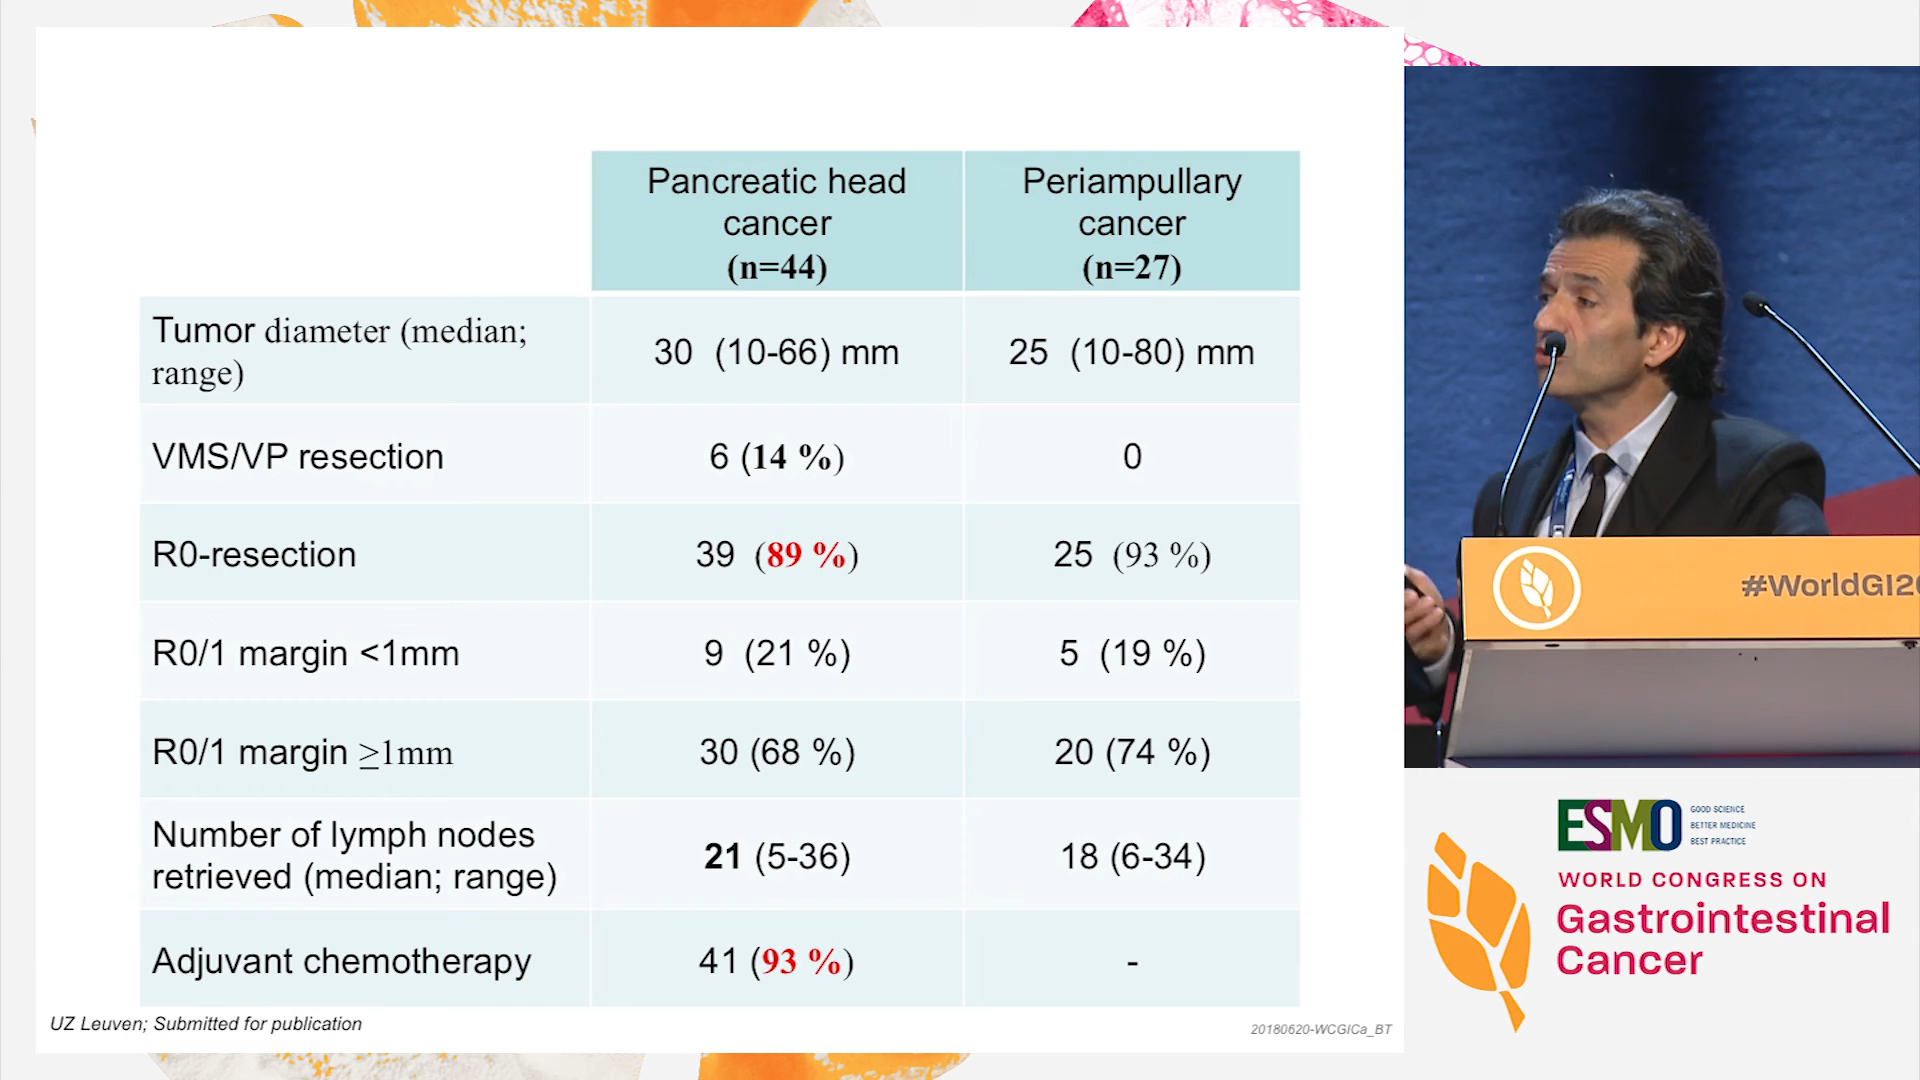 Pancreatic head
cancer
(n=44)
Periampullary
cancer
(n=27)
Tumor diameter (median;
range)
30 (10-66) mm
25 (10-80) mm
VMS/VP resection
6 (14 %)
0
R0-resection
39 (89 %)
25 (93 %)
R0/1 margin <1mm
9 (21 %)
5 (19 %)
R0/1 margin ≥1mm
30 (68 %)
20 (74 %)
Number of lymph nodes
retrieved (median; range)
21 (5-36)
18 (6-34)
Adjuvant chemotherapy
41 (93 %)
-
UZ Leuven; Submitted for publication
20180620-WCGICa_BT
#WorldGI20
ESMO
GOOD SCIENCE
BETTER MEDICINE
BEST PRACTICE
WORLD CONGRESS ON
Gastrointestinal
Cancer